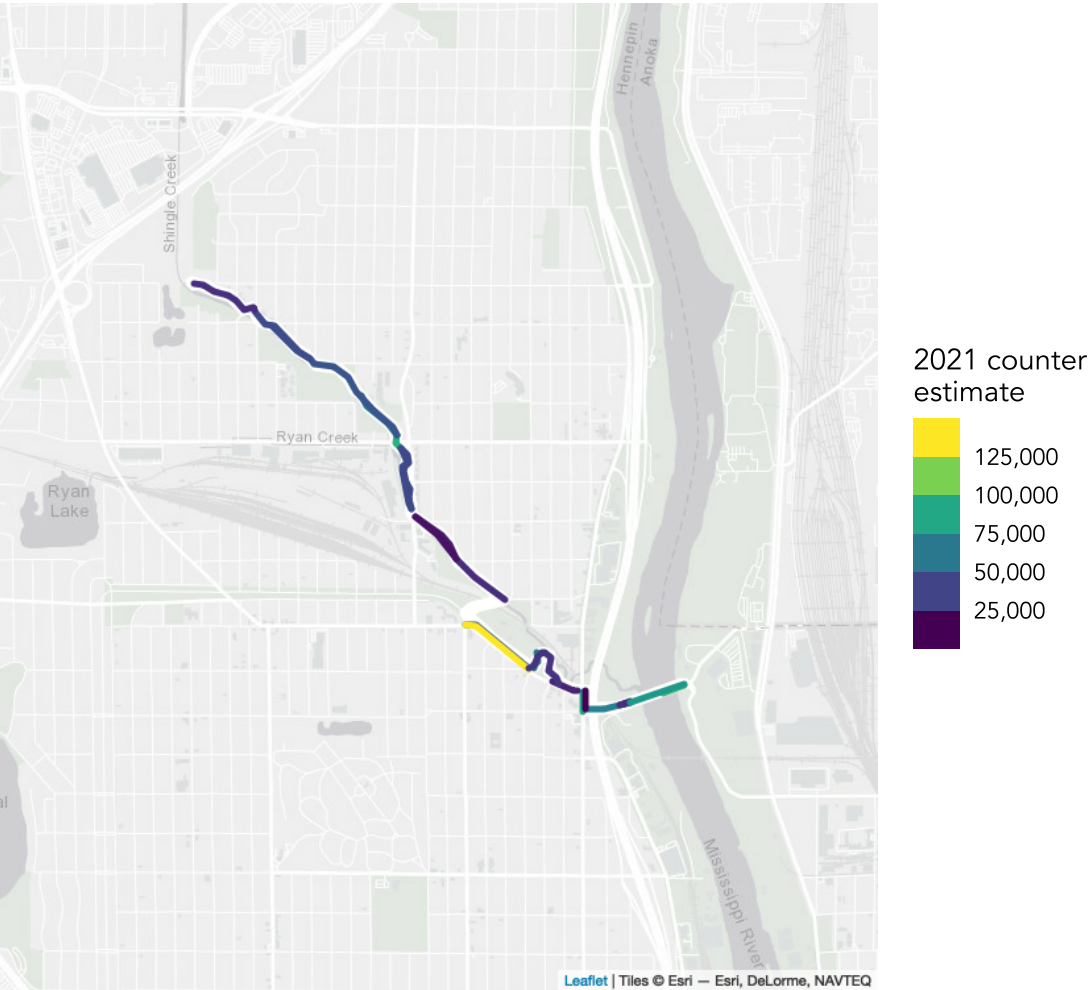 Hennepin
Anoka
Shingle Creek
2021 counter
estimate
125,000
100,000
75,000
50,000
25,000
Ryan Creek
Ryan
Lake
al
Mississippi River
Leaflet | Tiles © Esri — Esri, DeLorme, NAVTEQ